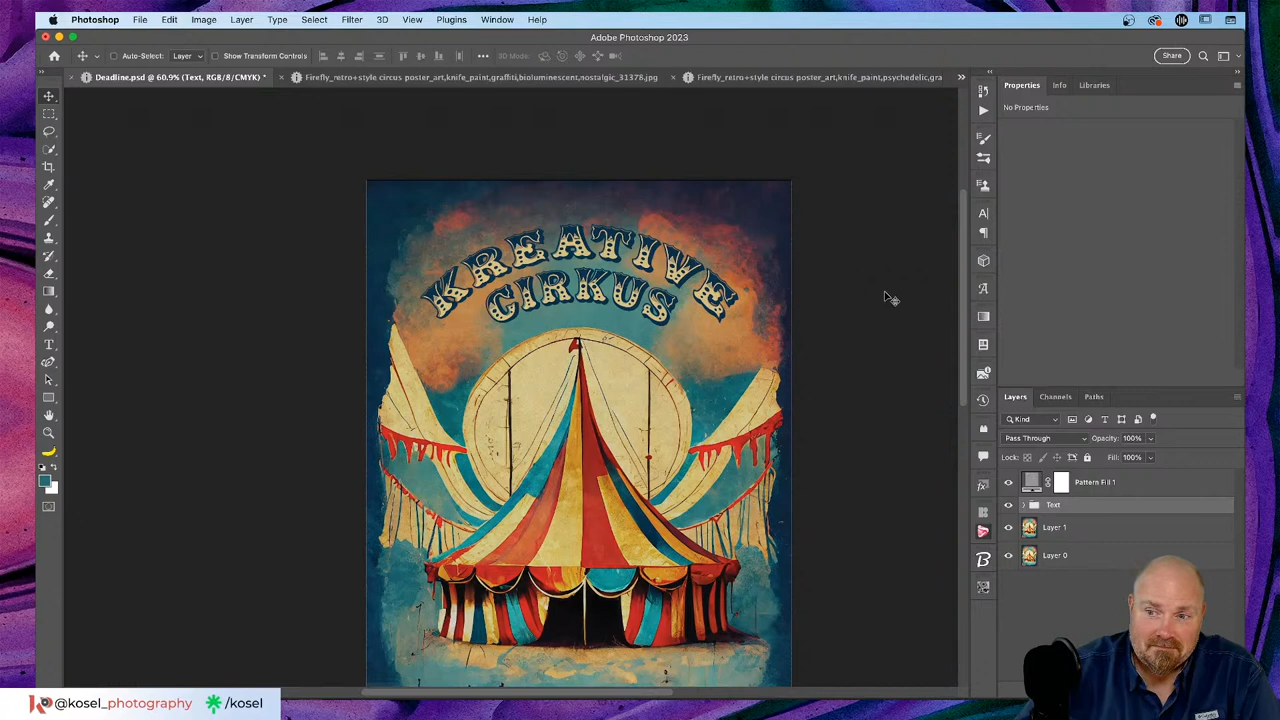 Photoshop File Edit Image Layer Type Select Filter 3D View Plugins Window Help
Adobe Photoshop 2023
Auto-Select: Layer Show Transform Controls 3D Mode: Share
Deadline.psd @ 60.9% (Text, RGB/8/CMYK) * Firefly_retro+style circus poster_art,knife_paint,graffiti,bioluminescent,nostalgic_31378.jpg Firefly_retro+style circus poster_art,knife_paint,psychedelic,gra
Properties Info Libraries
No Properties
KREATIVE
CIRKUS
Layers Channels Paths
Kind
Pass Through Opacity: 100%
Lock: Fill: 100%
Pattern Fill 1
Text
Layer 1
Layer 0
@kosel_photography /kosel